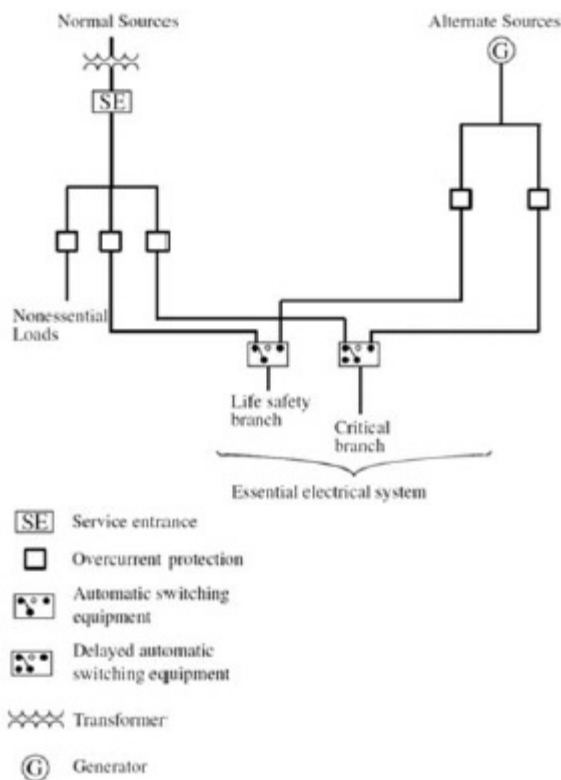 Normal Sources
Alternate Sources
G
SE
Nonessential
Loads
Life safety
branch
Critical
branch
Essential electrical system
SE Service entrance
Overcurrent protection
Automatic switching
equipment
Delayed automatic
switching equipment
Transformer
G Generator